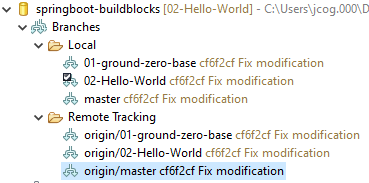 springboot-buildblocks [02-Hello-World] - C:\Users\jcog.000\D
Branches
Local
01-ground-zero-base cf6f2cf Fix modification
02-Hello-World cf6f2cf Fix modification
master cf6f2cf Fix modification
Remote Tracking
origin/01-ground-zero-base cf6f2cf Fix modification
origin/02-Hello-World cf6f2cf Fix modification
origin/master cf6f2cf Fix modification